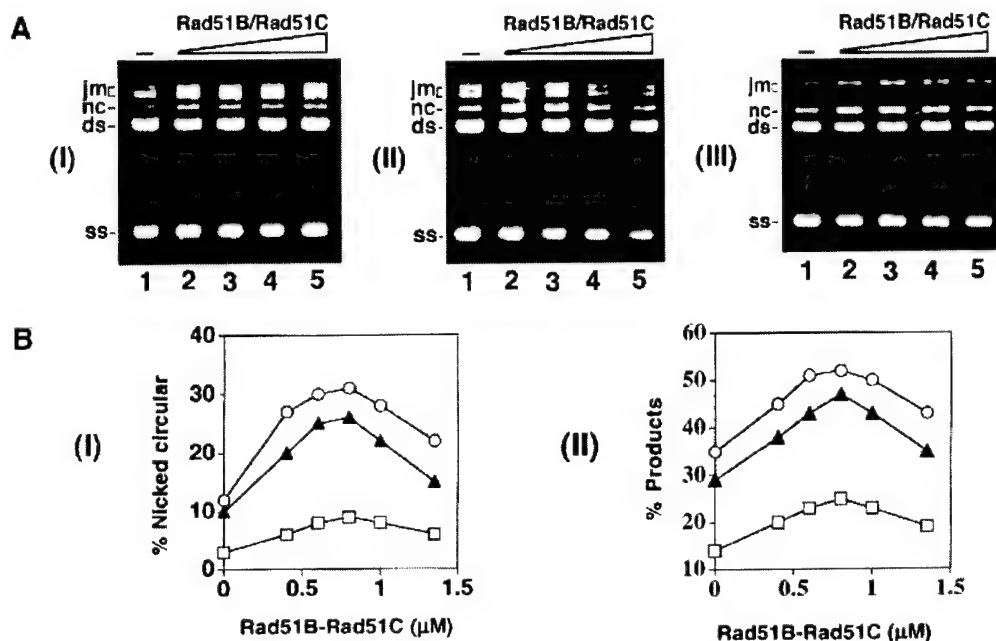 A
Rad51B/Rad51C
Rad51B/Rad51C
Rad51B/Rad51C
– – –
(I)
jm
nc-
ds-
ss-
1 2 3 4 5
(II)
jm
nc-
ds-
ss-
1 2 3 4 5
(III)
jm
nc-
ds-
ss-
1 2 3 4 5
B
(I)
% Nicked circular
40
30
20
10
0
0 0.5 1 1.5
Rad51B-Rad51C (μM)
(II)
% Products
60
50
40
30
20
10
0 0.5 1 1.5
Rad51B-Rad51C (μM)